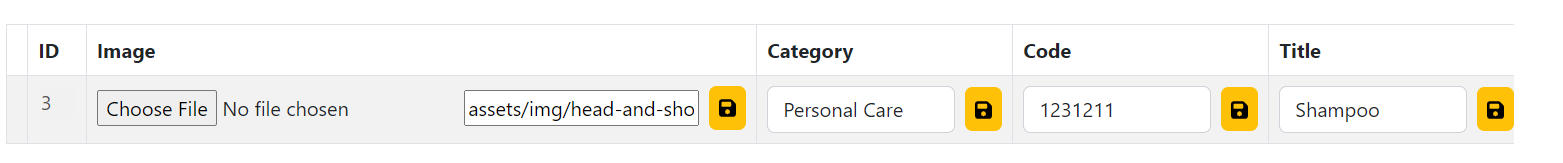 ID Image Category Code Title
3 Choose File No file chosen assets/img/head-and-sho Personal Care 1231211 Shampoo